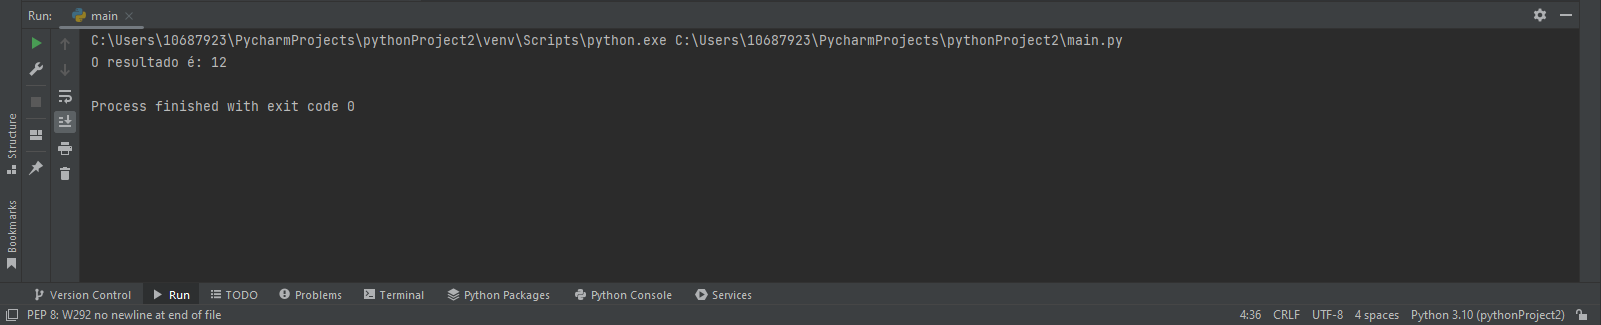 Run: main
C:\Users\10687923\PycharmProjects\pythonProject2\venv\Scripts\python.exe C:\Users\10687923\PycharmProjects\pythonProject2\main.py
O resultado é: 12
Process finished with exit code 0
Structure
Bookmarks
Version Control Run TODO Problems Terminal Python Packages Python Console Services
PEP 8: W292 no newline at end of file 4:36 CRLF UTF-8 4 spaces Python 3.10 (pythonProject2)